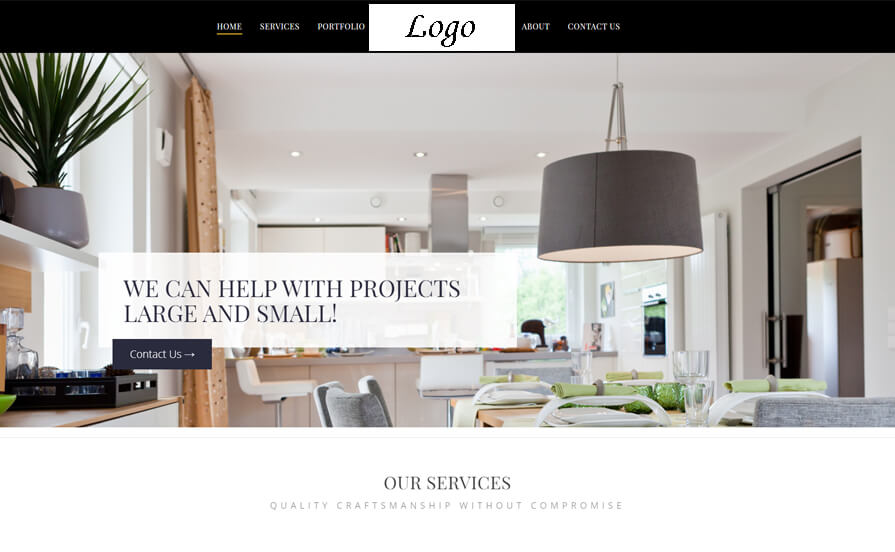 HOME SERVICES PORTFOLIO Logo ABOUT CONTACT US
WE CAN HELP WITH PROJECTS
LARGE AND SMALL!
Contact Us →
OUR SERVICES
QUALITY CRAFTSMANSHIP WITHOUT COMPROMISE